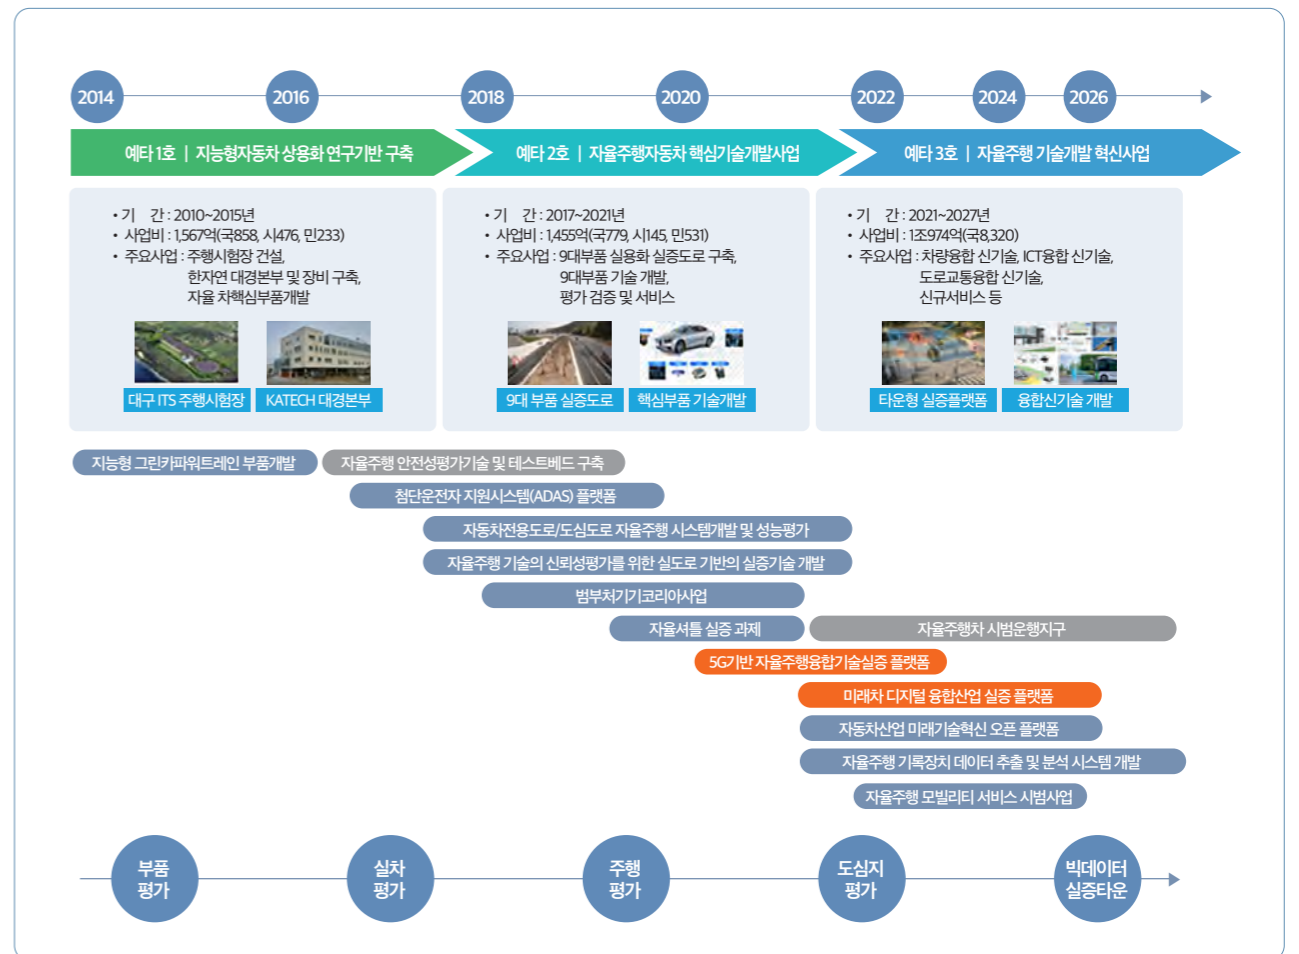 2014
2016
2018
2020
2022
2024
2026
예타 1호 | 지능형자동차 상용화 연구기반 구축
예타 2호 | 자율주행자동차 핵심기술개발사업
예타 3호 | 자율주행 기술개발 혁신사업
• 기 간 : 2010~2015년
• 사업비 : 1,567억(국858, 시476, 민233)
• 주요사업 : 주행시험장 건설,
한자연 대경본부 및 장비 구축,
자율 차핵심부품개발
대구 ITS 주행시험장
KATECH 대경본부
• 기 간 : 2017~2021년
• 사업비 : 1,455억(국779, 시145, 민531)
• 주요사업 : 9대부품 실용화 실증도로 구축,
9대부품 기술 개발,
평가 검증 및 서비스
9대 부품 실증도로
핵심부품 기술개발
• 기 간 : 2021~2027년
• 사업비 : 1조974억(국8,320)
• 주요사업 : 차량융합 신기술, ICT융합 신기술,
도로교통융합 신기술,
신규서비스 등
타운형 실증플랫폼
융합신기술 개발
지능형 그린카파워트레인 부품개발
자율주행 안전성평가기술 및 테스트베드 구축
첨단운전자 지원시스템(ADAS) 플랫폼
자동차전용도로/도심도로 자율주행 시스템개발 및 성능평가
자율주행 기술의 신뢰성평가를 위한 실도로 기반의 실증기술 개발
범부처기기코리아사업
자율셔틀 실증 과제
자율주행차 시범운행지구
5G기반 자율주행융합기술실증 플랫폼
미래차 디지털 융합산업 실증 플랫폼
자동차산업 미래기술혁신 오픈 플랫폼
자율주행 기록장치 데이터 추출 및 분석 시스템 개발
자율주행 모빌리티 서비스 시범사업
부품
평가
실차
평가
주행
평가
도심지
평가
빅데이터
실증타운